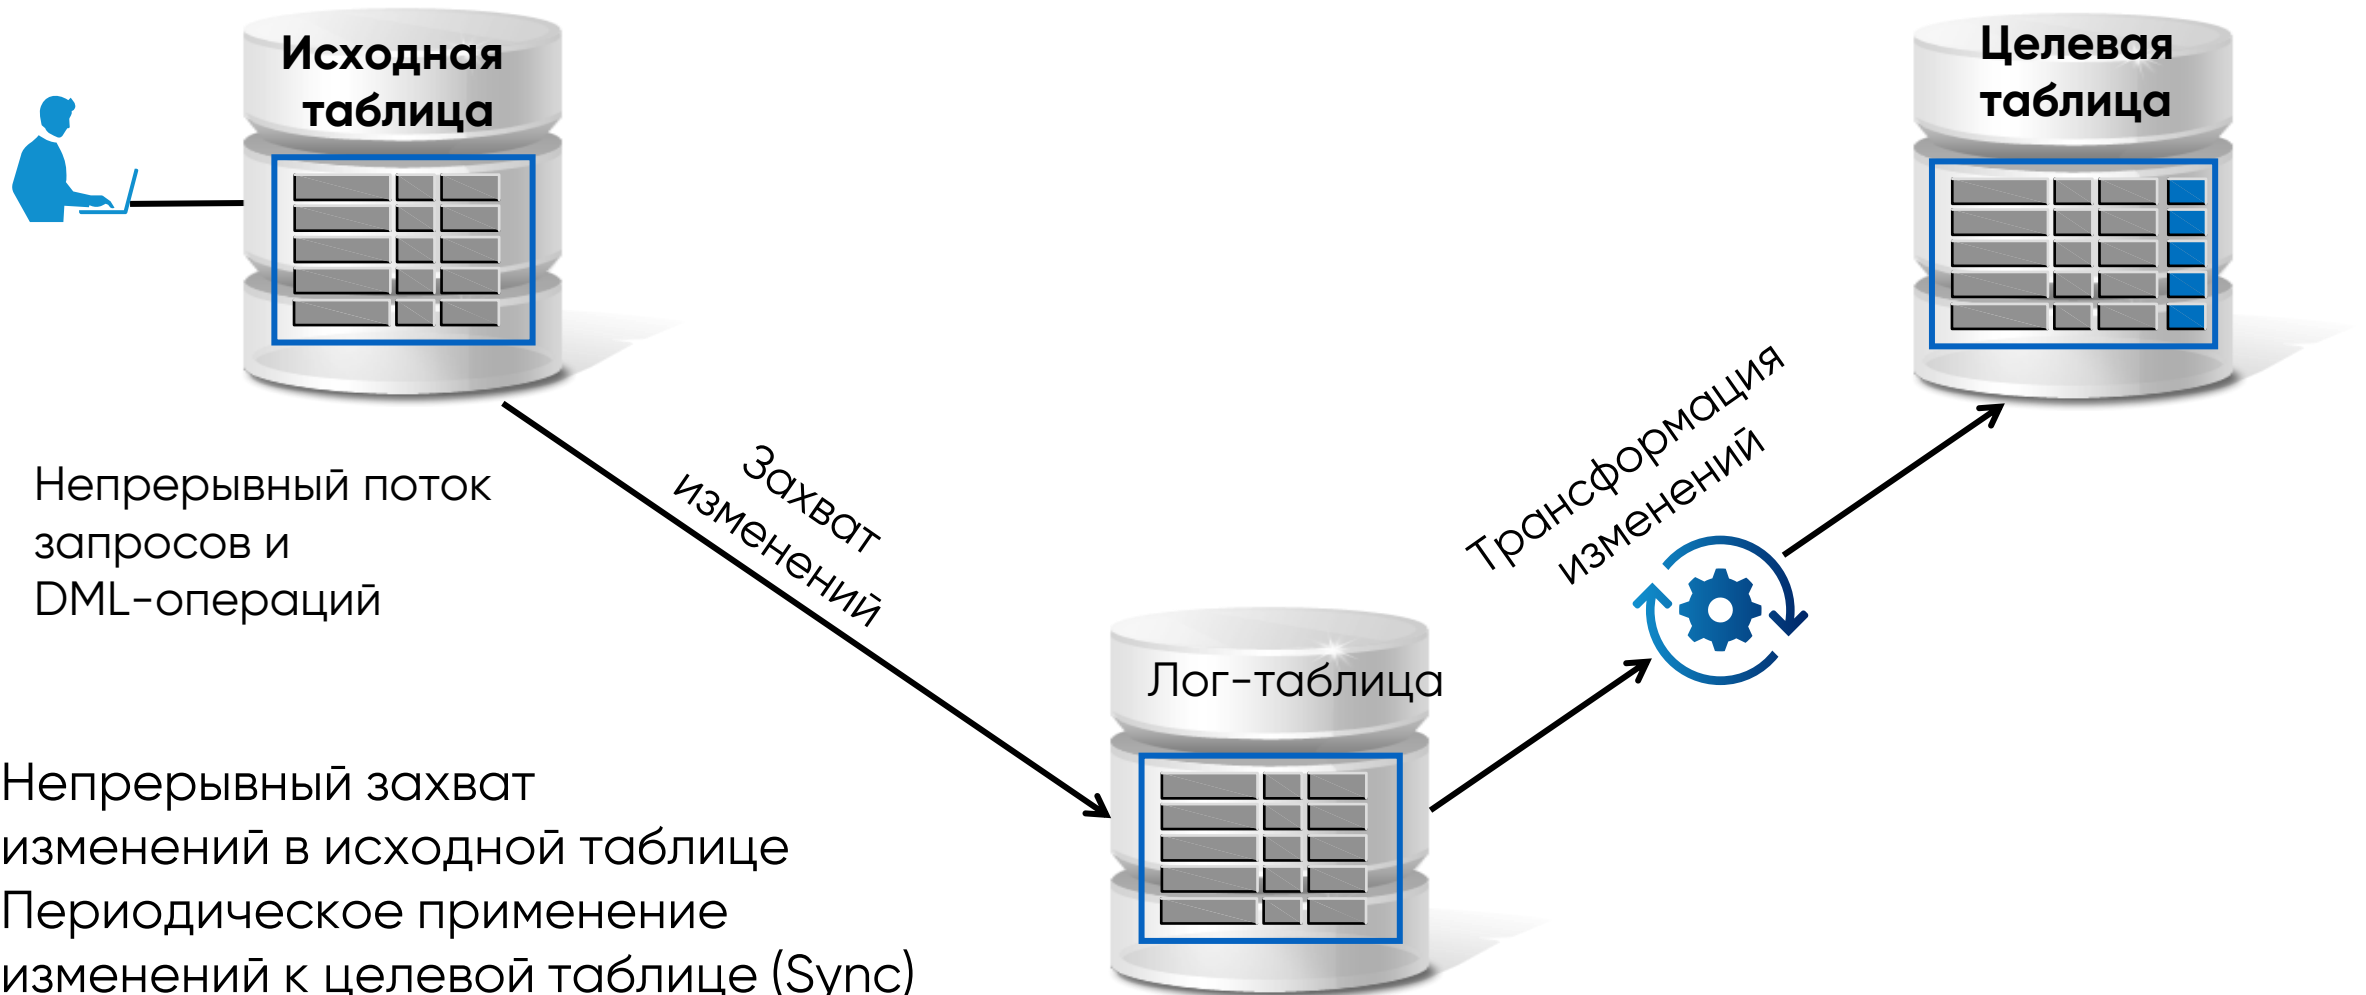 Исходная
таблица
Целевая
таблица
Непрерывный поток
запросов и
DML-операций
Захват
изменений
Трансформация
изменений
Лог-таблица
Непрерывный захват
изменений в исходной таблице
Периодическое применение
изменений к целевой таблице (Sync)